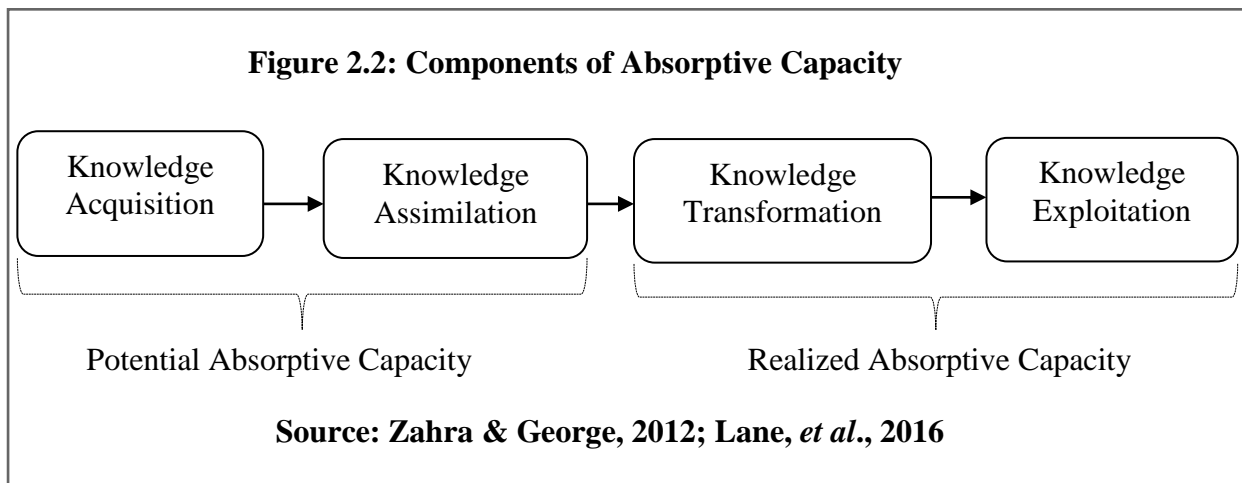 Figure 2.2: Components of Absorptive Capacity
Knowledge
Acquisition
Knowledge
Assimilation
Knowledge
Transformation
Knowledge
Exploitation
Potential Absorptive Capacity
Realized Absorptive Capacity
Source: Zahra & George, 2012; Lane, et al., 2016